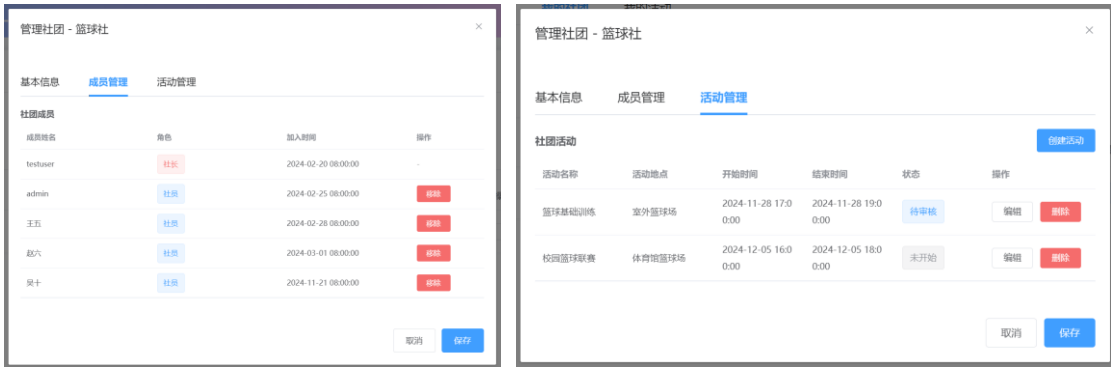 管理社团 - 篮球社
基本信息 成员管理 活动管理
社团成员
成员姓名 角色 加入时间 操作
testuser 社长 2024-02-20 08:00:00 -
admin 社员 2024-02-25 08:00:00 移除
王五 社员 2024-02-28 08:00:00 移除
赵六 社员 2024-03-01 08:00:00 移除
吴十 社员 2024-11-21 08:00:00 移除
取消 保存
管理社团 - 篮球社
基本信息 成员管理 活动管理
社团活动 创建活动
活动名称 活动地点 开始时间 结束时间 状态 操作
篮球基础训练 室外篮球场 2024-11-28 17:0 2024-11-28 19:0 待审核 编辑 删除
0:00 0:00
校园篮球联赛 体育馆篮球场 2024-12-05 16:0 2024-12-05 18:0 未开始 编辑 删除
0:00 0:00
取消 保存